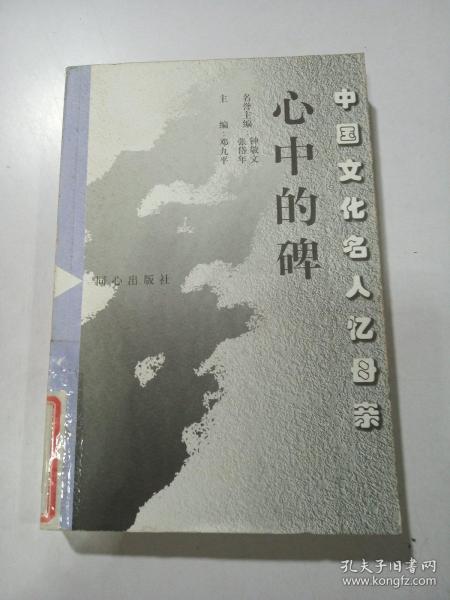 中国文化名人忆母亲
心中的碑
名誉主编：钟敬文
张岱年
主编：邓九平
同心出版社
孔夫子旧书网
www.kongfz.com